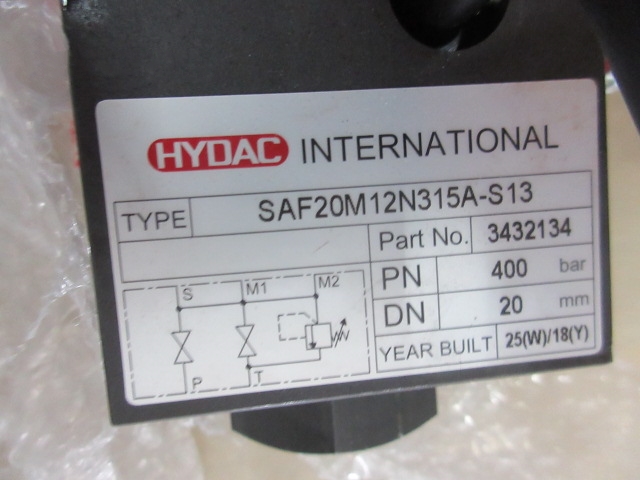 HYDAC INTERNATIONAL
TYPE SAF20M12N315A-S13
Part No. 3432134
PN 400 bar
DN 20 mm
YEAR BUILT 25(W)/18(Y)
S M1 M2
P T